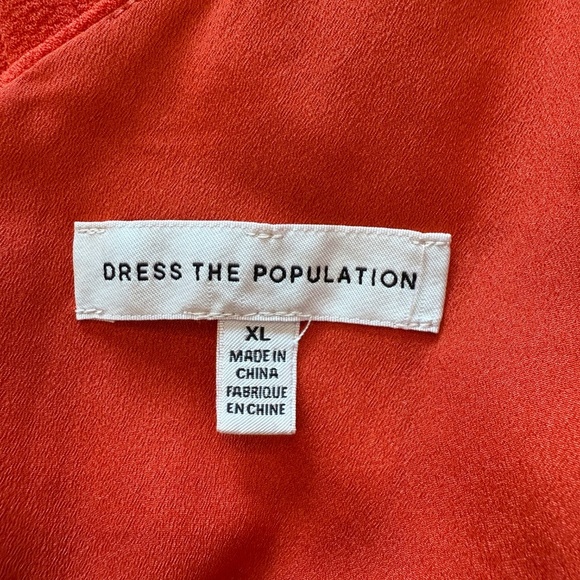 DRESS THE POPULATION
XL
MADE IN
CHINA
FABRIQUE
EN CHINE